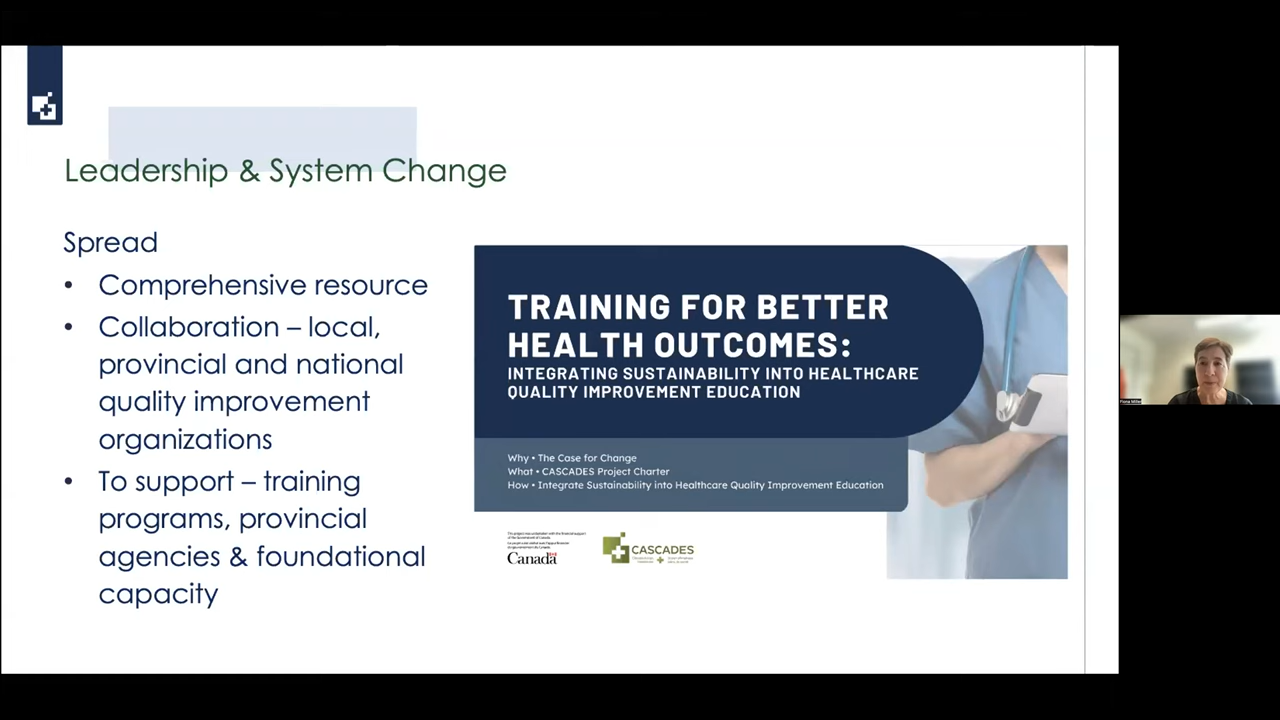 Leadership & System Change
Spread
• Comprehensive resource
• Collaboration – local,
provincial and national
quality improvement
organizations
• To support – training
programs, provincial
agencies & foundational
capacity
TRAINING FOR BETTER
HEALTH OUTCOMES:
INTEGRATING SUSTAINABILITY INTO HEALTHCARE
QUALITY IMPROVEMENT EDUCATION
Why • The Case for Change
What • CASCADES Project Charter
How • Integrate Sustainability into Healthcare Quality Improvement Education
Canada
CASCADES
Fiona Miller